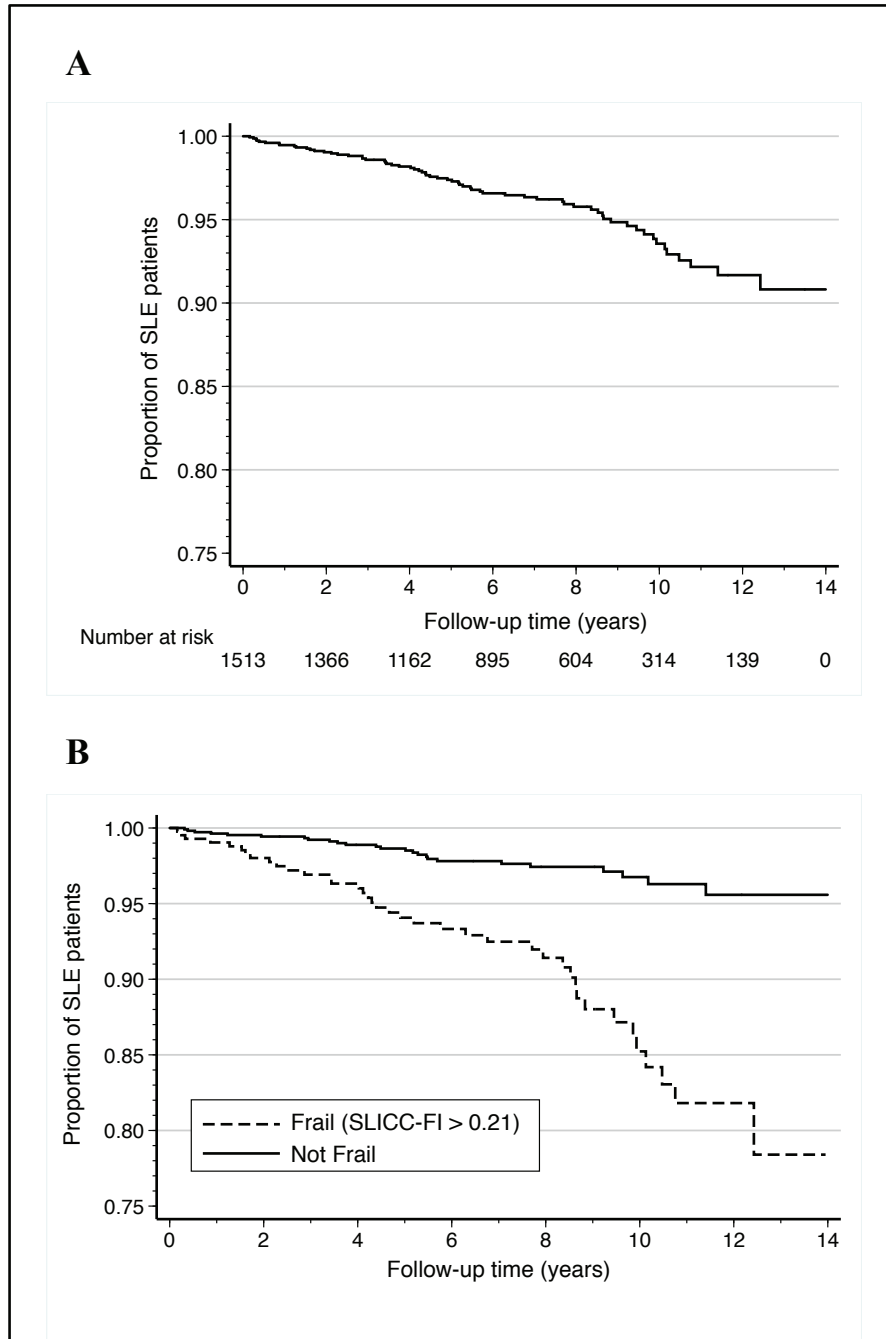 A
1.00
0.95
0.90
0.85
0.80
0.75
Proportion of SLE patients
0 2 4 6 8 10 12 14
Follow-up time (years)
Number at risk
1513 1366 1162 895 604 314 139 0
B
1.00
0.95
0.90
0.85
0.80
0.75
Proportion of SLE patients
Frail (SLICC-FI > 0.21)
Not Frail
0 2 4 6 8 10 12 14
Follow-up time (years)